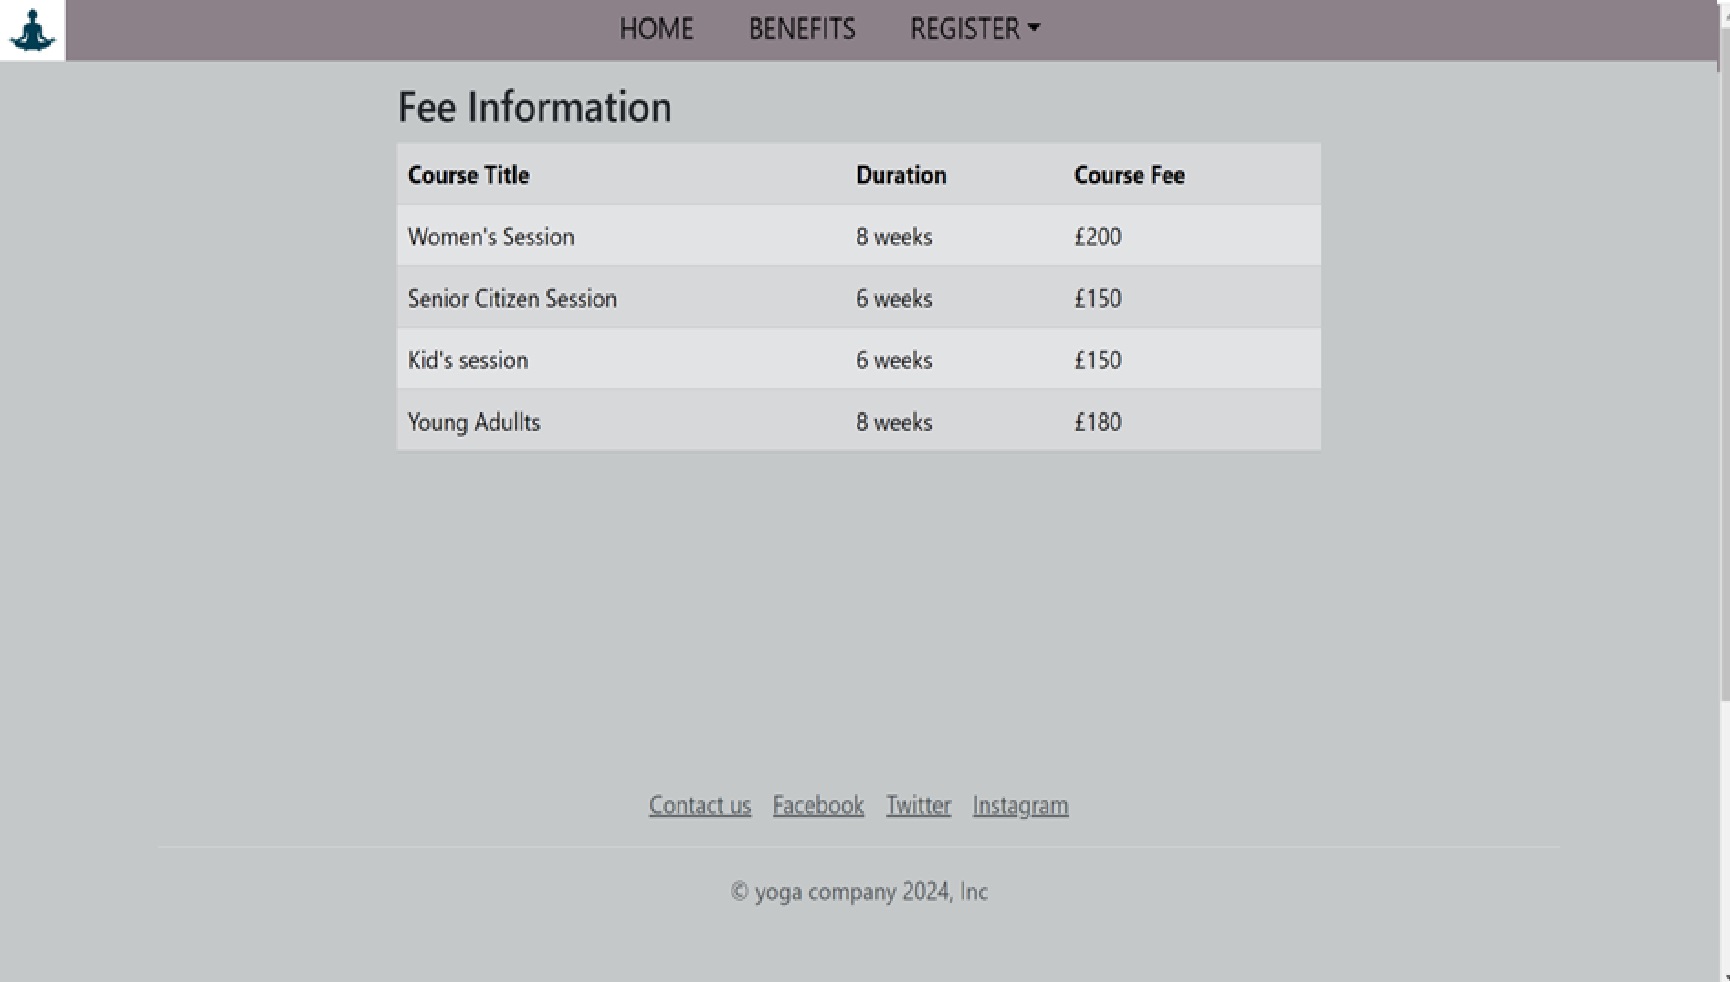 HOME BENEFITS REGISTER
Fee Information
Course Title Duration Course Fee
Women's Session 8 weeks £200
Senior Citizen Session 6 weeks £150
Kid's session 6 weeks £150
Young Adullts 8 weeks £180
Contact us Facebook Twitter Instagram
© yoga company 2024, Inc